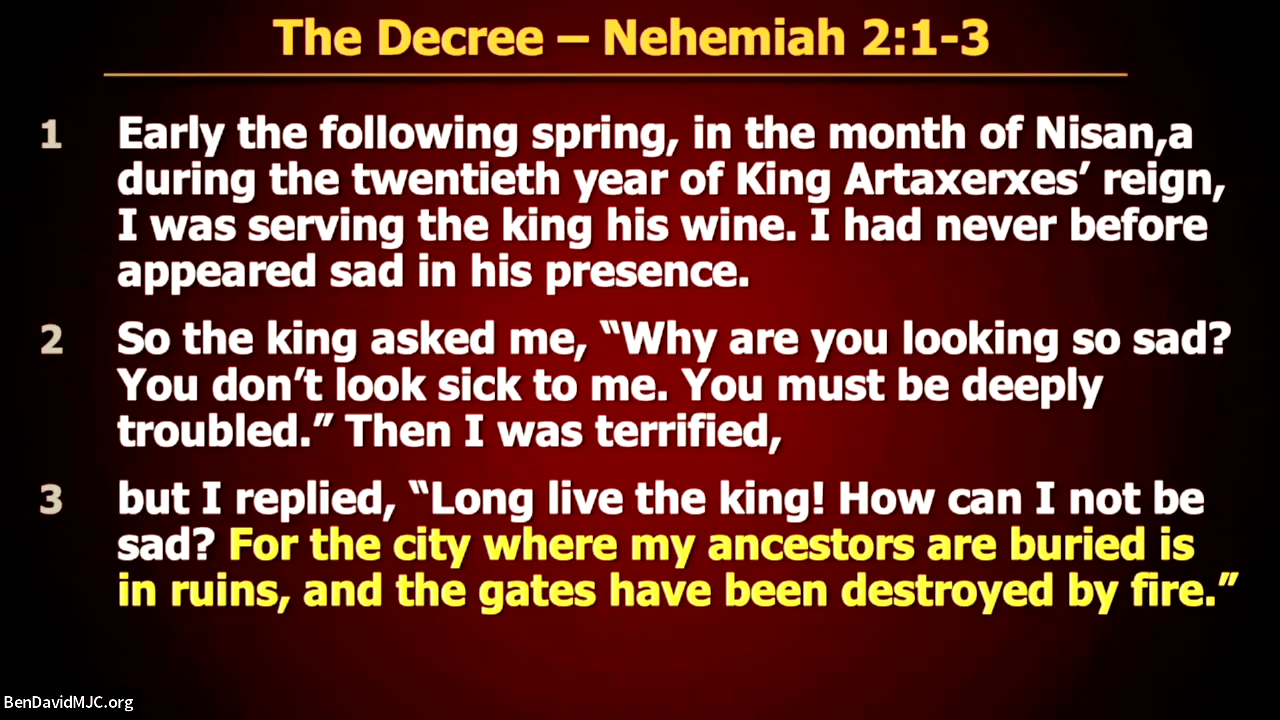 The Decree – Nehemiah 2:1-3
1 Early the following spring, in the month of Nisan,a
during the twentieth year of King Artaxerxes’ reign,
I was serving the king his wine. I had never before
appeared sad in his presence.
2 So the king asked me, “Why are you looking so sad?
You don’t look sick to me. You must be deeply
troubled.” Then I was terrified,
3 but I replied, “Long live the king! How can I not be
sad? For the city where my ancestors are buried is
in ruins, and the gates have been destroyed by fire.”
BenDavidMJC.org